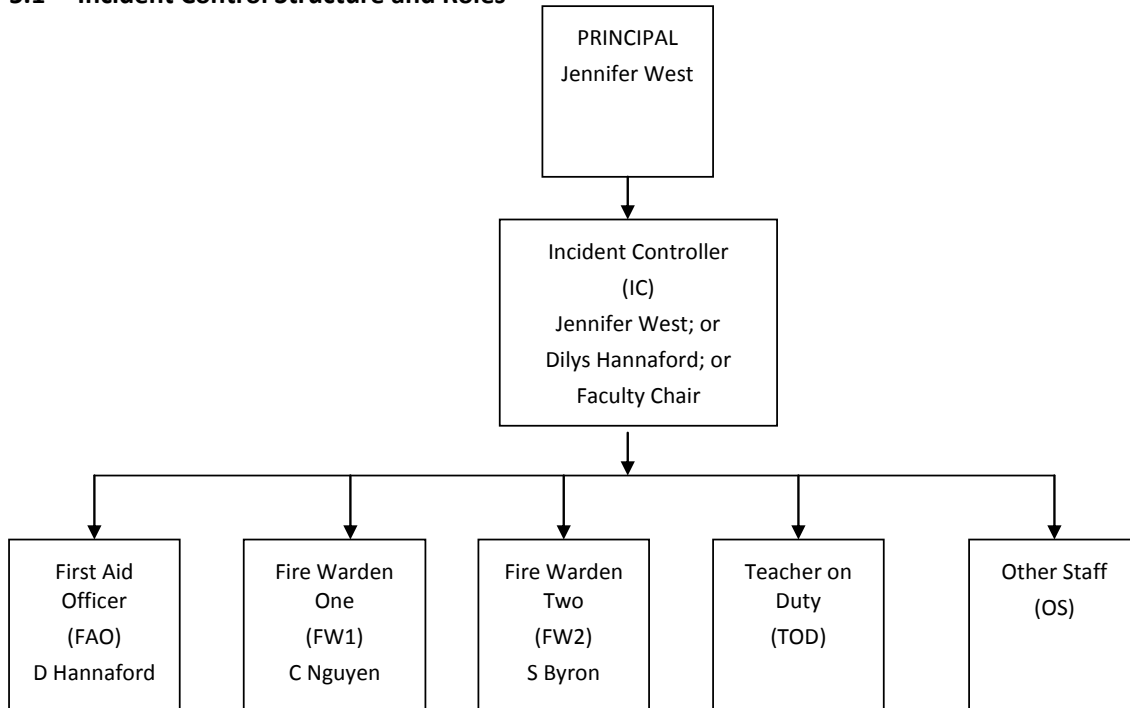 5.1 Incident Control Structure and Roles
PRINCIPAL
Jennifer West
Incident Controller
(IC)
Jennifer West; or
Dilys Hannaford; or
Faculty Chair
First Aid
Officer
(FAO)
D Hannaford
Fire Warden
One
(FW1)
C Nguyen
Fire Warden
Two
(FW2)
S Byron
Teacher on
Duty
(TOD)
Other Staff
(OS)